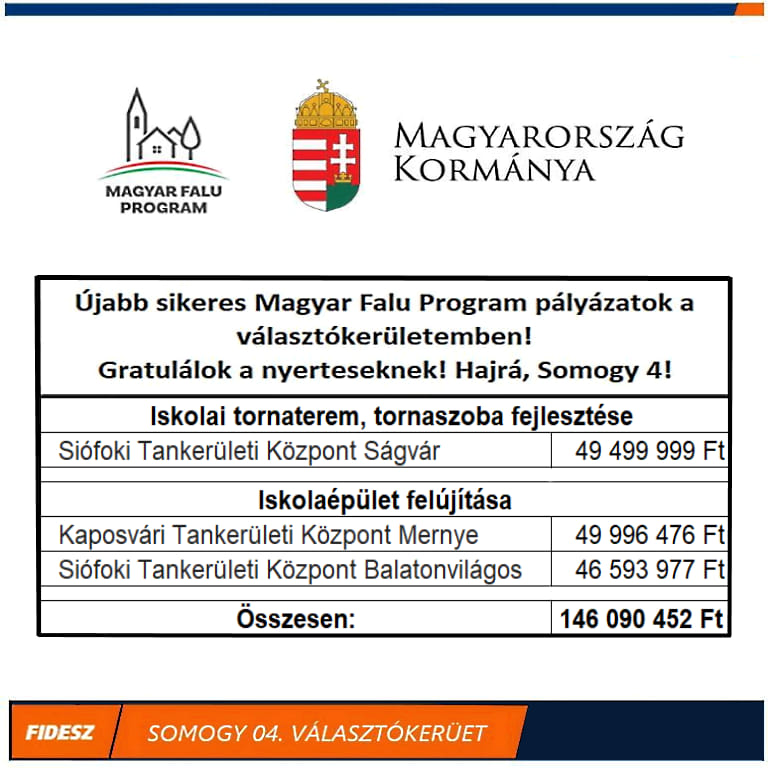 MAGYAR FALU
PROGRAM
MAGYARORSZÁG
KORMÁNYA
Újabb sikeres Magyar Falu Program pályázatok a
választókerületemben!
Gratulálok a nyerteseknek! Hajrá, Somogy 4!
Iskolai tornaterem, tornaszoba fejlesztése
Siófoki Tankerületi Központ Ságvár 49 499 999 Ft
Iskolaépület felújítása
Kaposvári Tankerületi Központ Mernye 49 996 476 Ft
Siófoki Tankerületi Központ Balatonvilágos 46 593 977 Ft
Összesen: 146 090 452 Ft
FIDESZ SOMOGY 04. VÁLASZTÓKERÜET